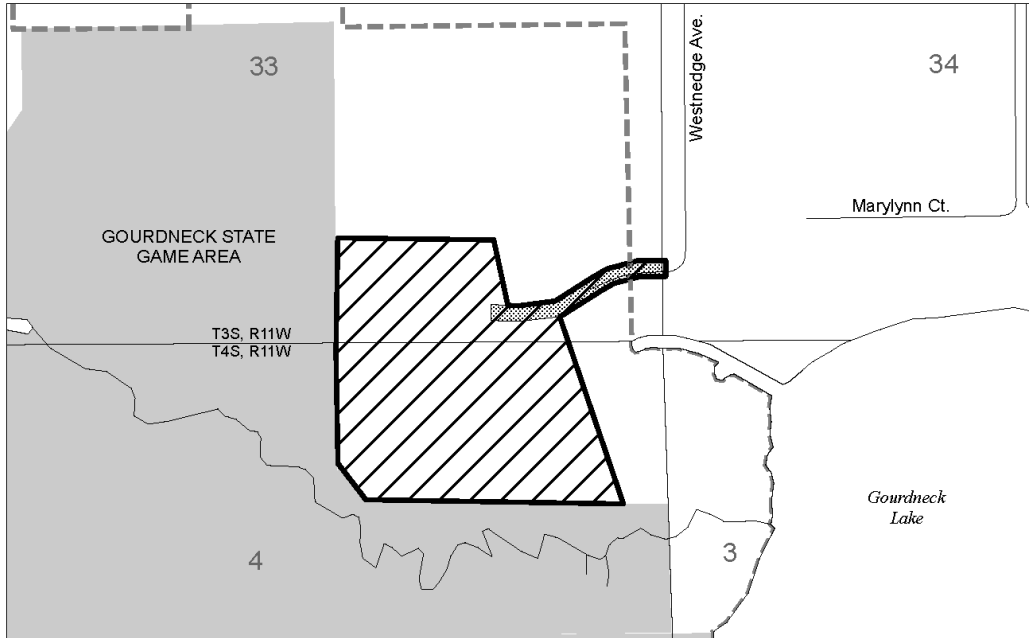 33
34
Westnedge Ave.
Marylynn Ct.
GOURDNECK STATE
GAME AREA
T3S, R11W
T4S, R11W
Gourdneck
Lake
4
3